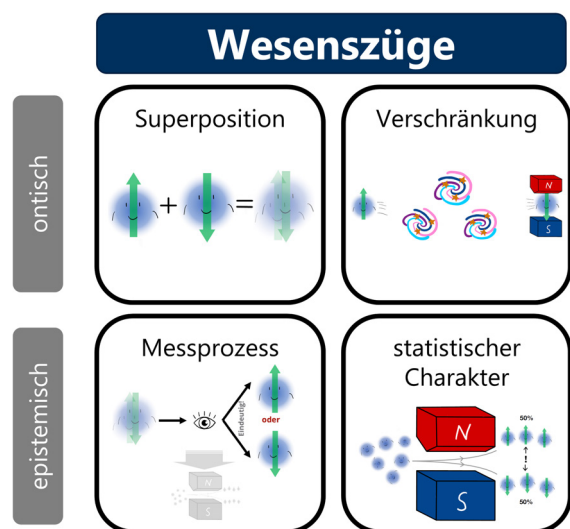 Wesenszüge
ontisch
Superposition
+
=
Verschränkung
N
S
epistemisch
Messprozess
Eindeutig!
oder
N
S
statistischer
Charakter
N
S
50%
!
50%